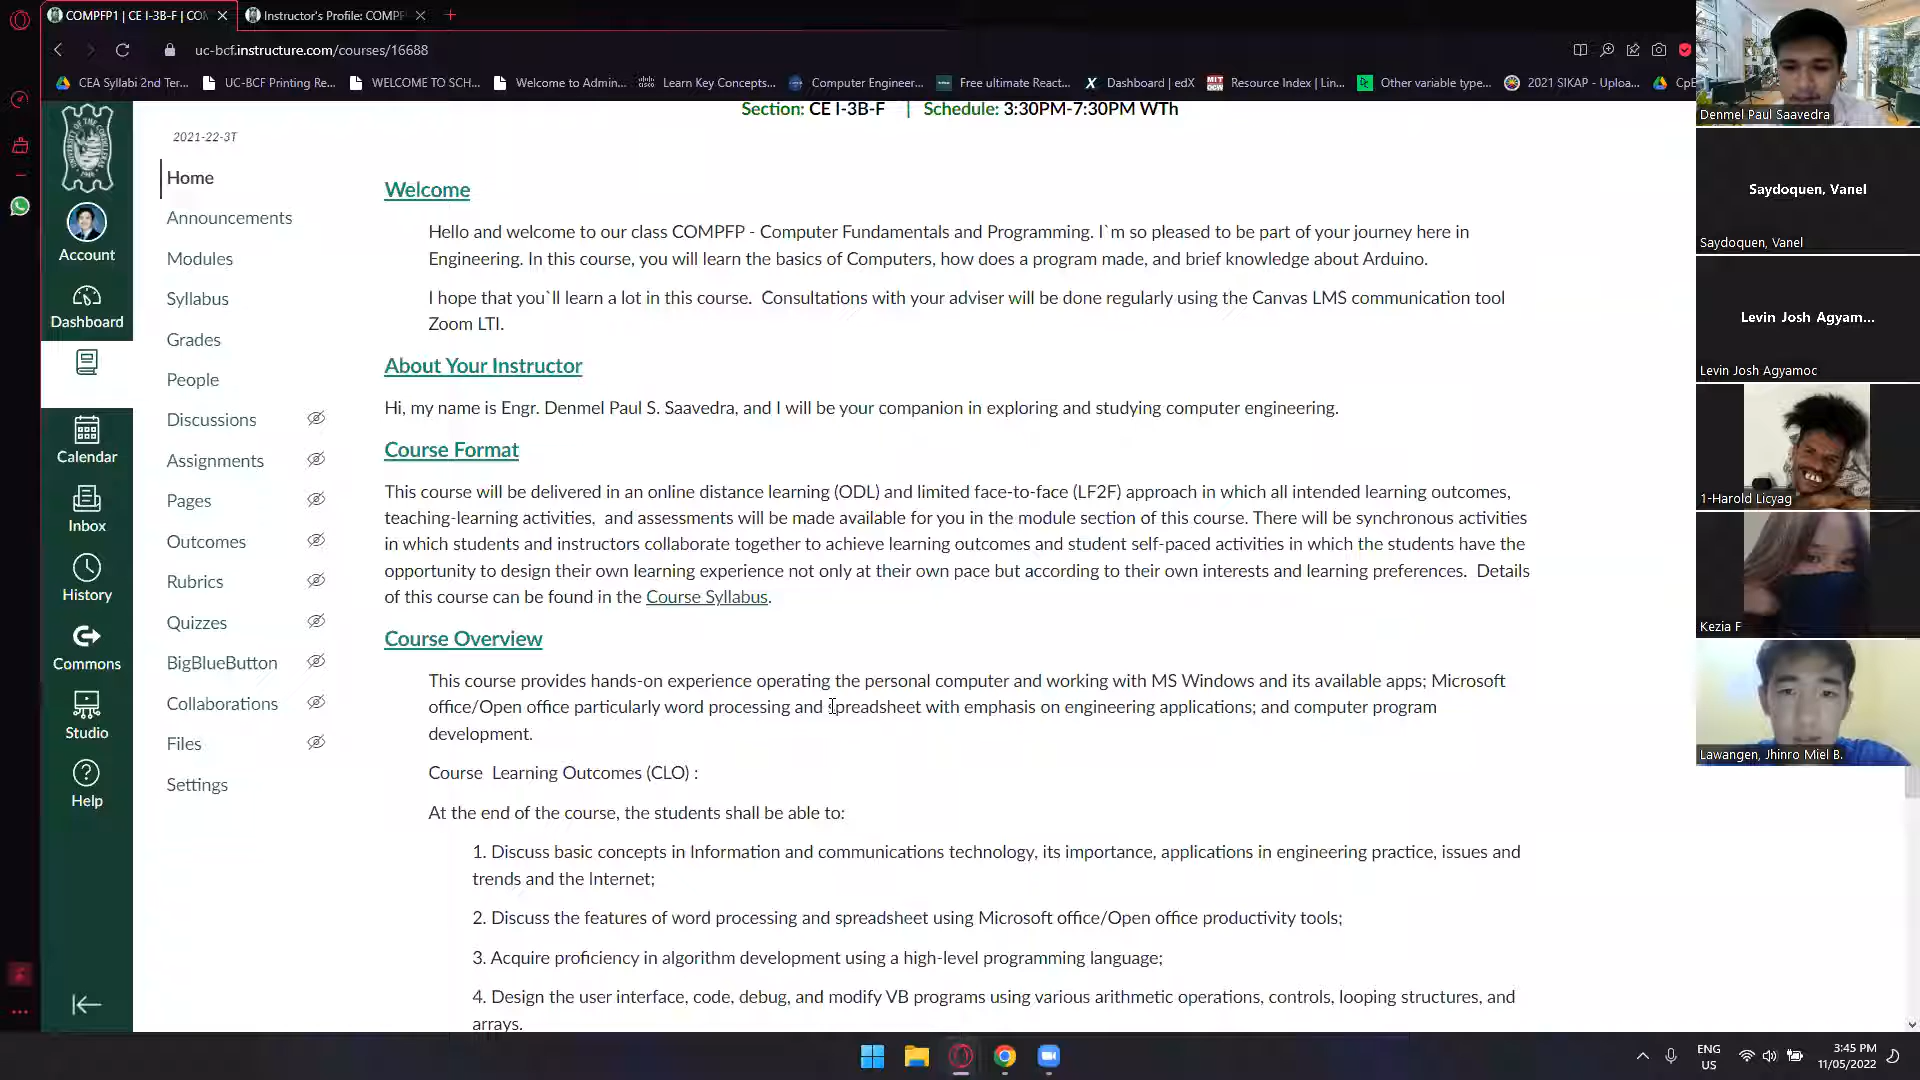 COMPFP1 | CE I-3B-F | CO
Instructor's Profile: COMPF
uc-bcf.instructure.com/courses/16688
CEA Syllabi 2nd Ter...
UC-BCF Printing Re...
WELCOME TO SCH...
Welcome to Admin...
Learn Key Concepts...
Computer Engineer...
Free ultimate React...
Dashboard | edX
Resource Index | Lin...
Other variable type...
2021 SIKAP - Uploa...
CpE
Section: CE I-3B-F | Schedule: 3:30PM-7:30PM WTh
2021-22-3T
Account
Dashboard
Calendar
Inbox
History
Commons
Studio
Help
Home
Announcements
Modules
Syllabus
Grades
People
Discussions
Assignments
Pages
Outcomes
Rubrics
Quizzes
BigBlueButton
Collaborations
Files
Settings
Welcome
Hello and welcome to our class COMPFP - Computer Fundamentals and Programming. I`m so pleased to be part of your journey here in
Engineering. In this course, you will learn the basics of Computers, how does a program made, and brief knowledge about Arduino.
I hope that you`ll learn a lot in this course. Consultations with your adviser will be done regularly using the Canvas LMS communication tool
Zoom LTI.
About Your Instructor
Hi, my name is Engr. Denmel Paul S. Saavedra, and I will be your companion in exploring and studying computer engineering.
Course Format
This course will be delivered in an online distance learning (ODL) and limited face-to-face (LF2F) approach in which all intended learning outcomes,
teaching-learning activities, and assessments will be made available for you in the module section of this course. There will be synchronous activities
in which students and instructors collaborate together to achieve learning outcomes and student self-paced activities in which the students have the
opportunity to design their own learning experience not only at their own pace but according to their own interests and learning preferences. Details
of this course can be found in the Course Syllabus.
Course Overview
This course provides hands-on experience operating the personal computer and working with MS Windows and its available apps; Microsoft
office/Open office particularly word processing and spreadsheet with emphasis on engineering applications; and computer program
development.
Course Learning Outcomes (CLO) :
At the end of the course, the students shall be able to:
1. Discuss basic concepts in Information and communications technology, its importance, applications in engineering practice, issues and
trends and the Internet;
2. Discuss the features of word processing and spreadsheet using Microsoft office/Open office productivity tools;
3. Acquire proficiency in algorithm development using a high-level programming language;
4. Design the user interface, code, debug, and modify VB programs using various arithmetic operations, controls, looping structures, and
arrays.
Denmel Paul Saavedra
Saydoquen, Vanel
Saydoquen, Vanel
Levin Josh Agyam...
Levin Josh Agyamoc
1-Harold Licyag
Kezia F
Lawangen, Jhinro Miel B.
ENG
US
3:45 PM
11/05/2022